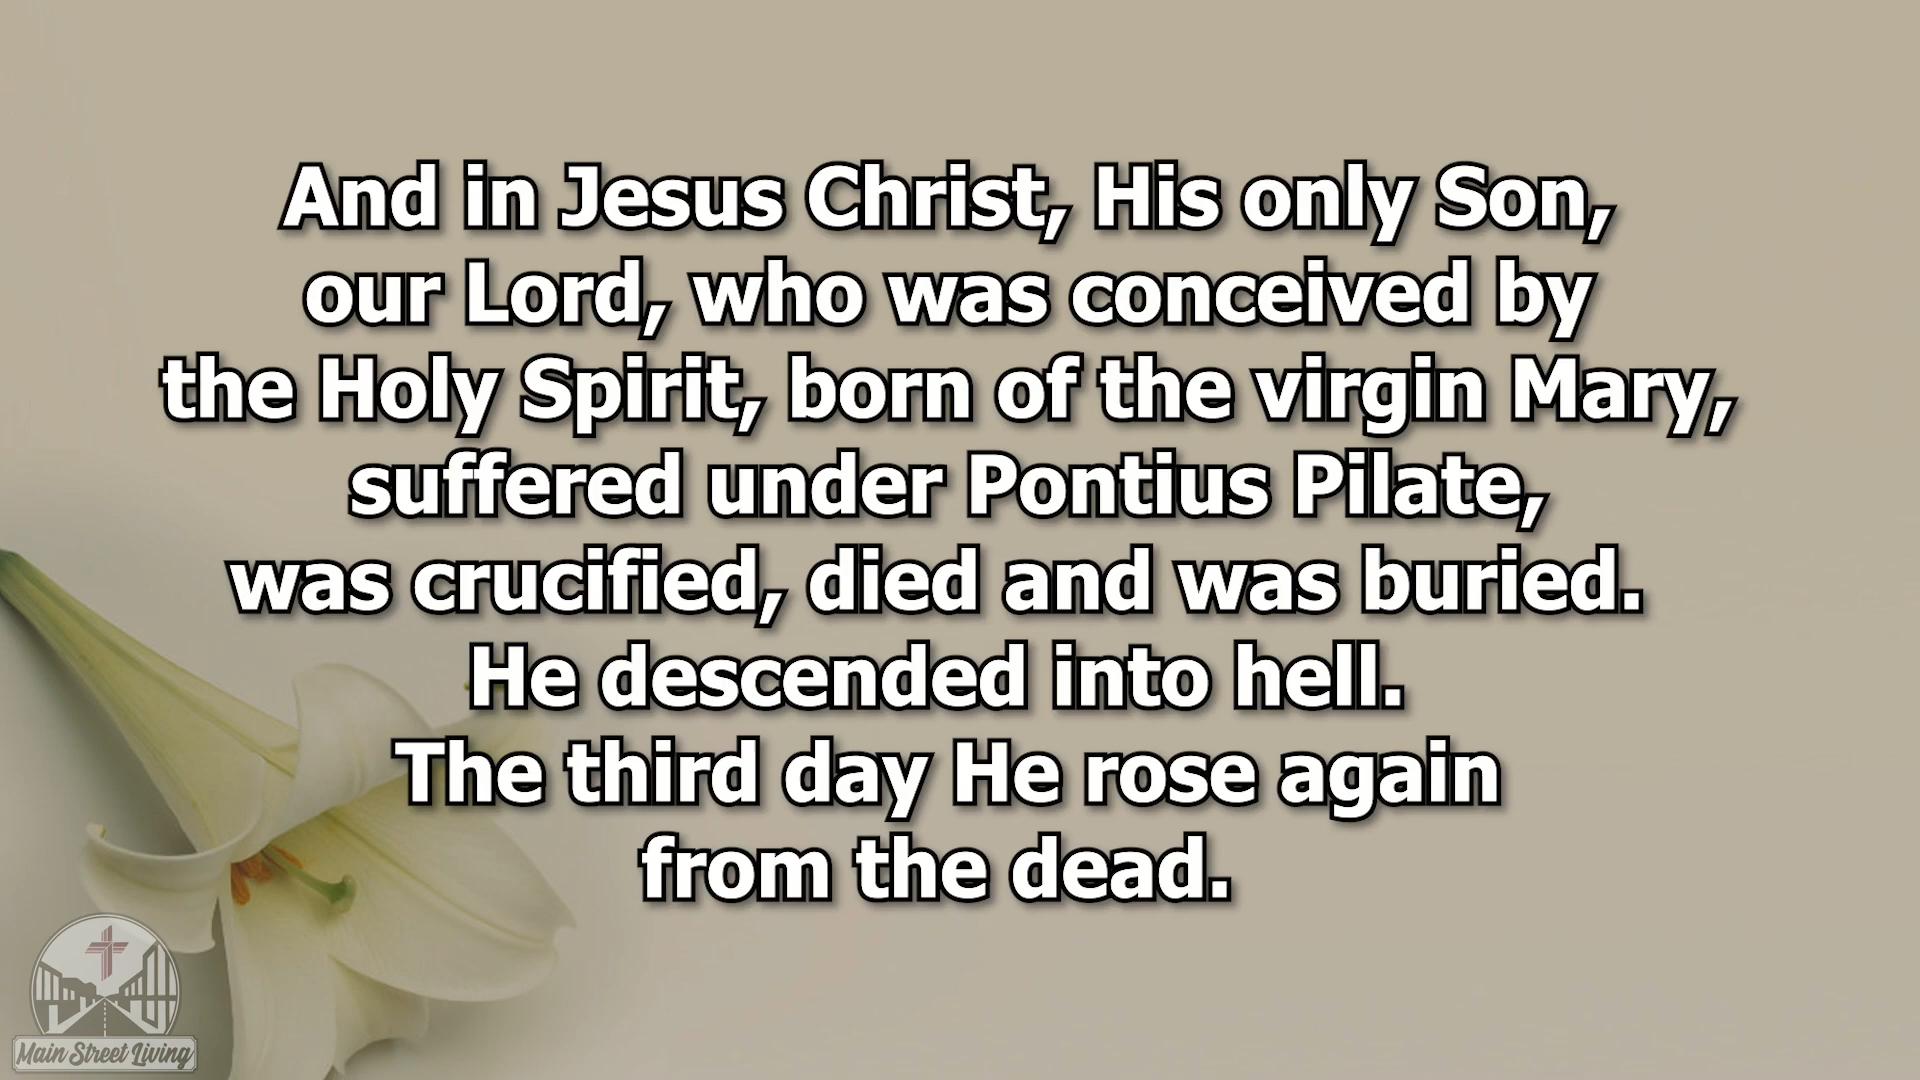 And in Jesus Christ, His only Son,
our Lord, who was conceived by
the Holy Spirit, born of the virgin Mary,
suffered under Pontius Pilate,
was crucified, died and was buried.
He descended into hell.
The third day He rose again
from the dead.
Main Street Living